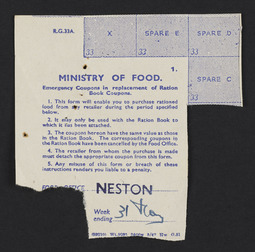 R.G.33A.
X
SPARE E
SPARE D
33
33
33
SPARE C
33
1.
MINISTRY OF FOOD.
Emergency Coupons in replacement of Ration
Book Coupons.
1. This form will enable you to purchase rationed
food from any retailer during the period specified
below.
2. It may only be used with the Ration Book to
which it has been attached.
3. The coupons hereon have the same value as those
in the Ration Book. The corresponding coupons in
the Ration Book have been cancelled by the Food Office.
4. The retailer from whom the purchase is made
must detach the appropriate coupon from this form.
5. Any misuse of this form or breach of these
instructions renders you liable to a penalty.
FOOD OFFICE
NESTON
Week
ending
31 May